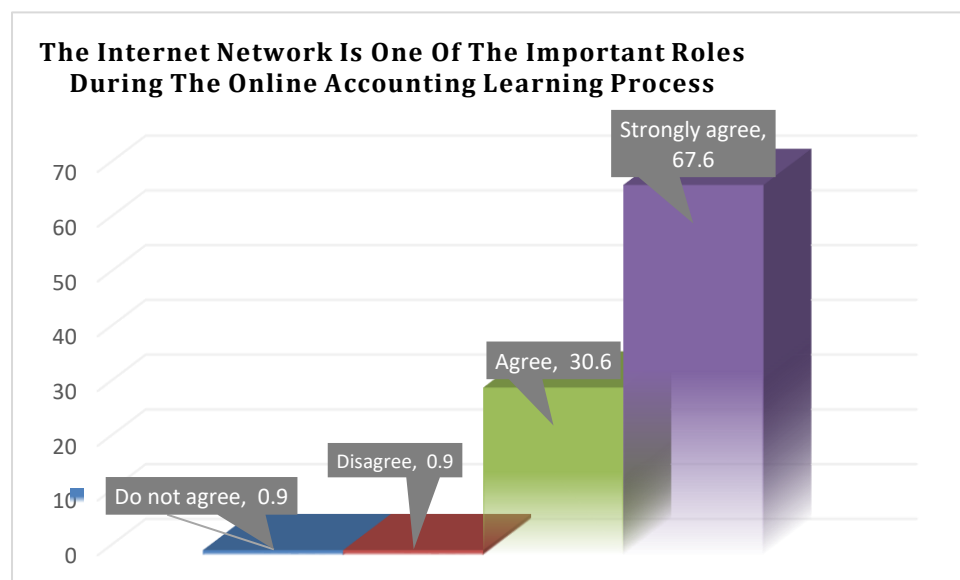 The Internet Network Is One Of The Important Roles
During The Online Accounting Learning Process
Strongly agree,
67.6
70
60
50
40
Agree, 30.6
30
20
Disagree, 0.9
10
Do not agree, 0.9
0